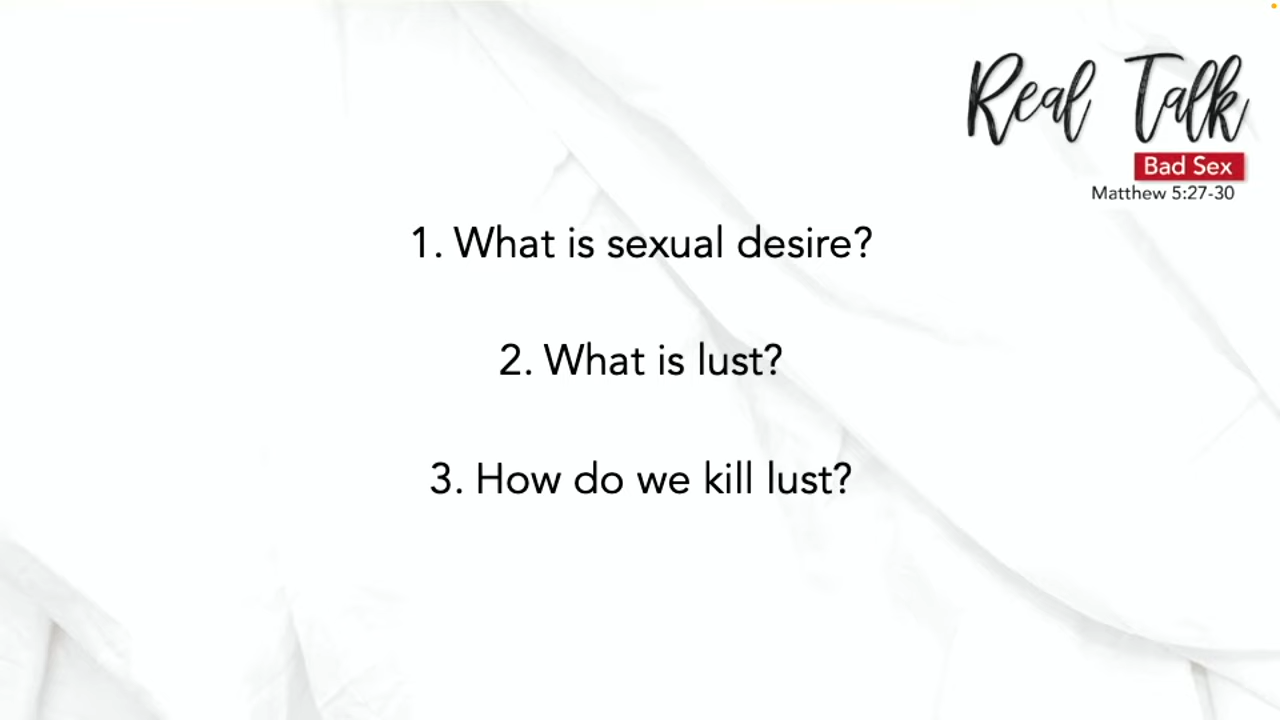 Real Talk
Bad Sex
Matthew 5:27-30
1. What is sexual desire?
2. What is lust?
3. How do we kill lust?